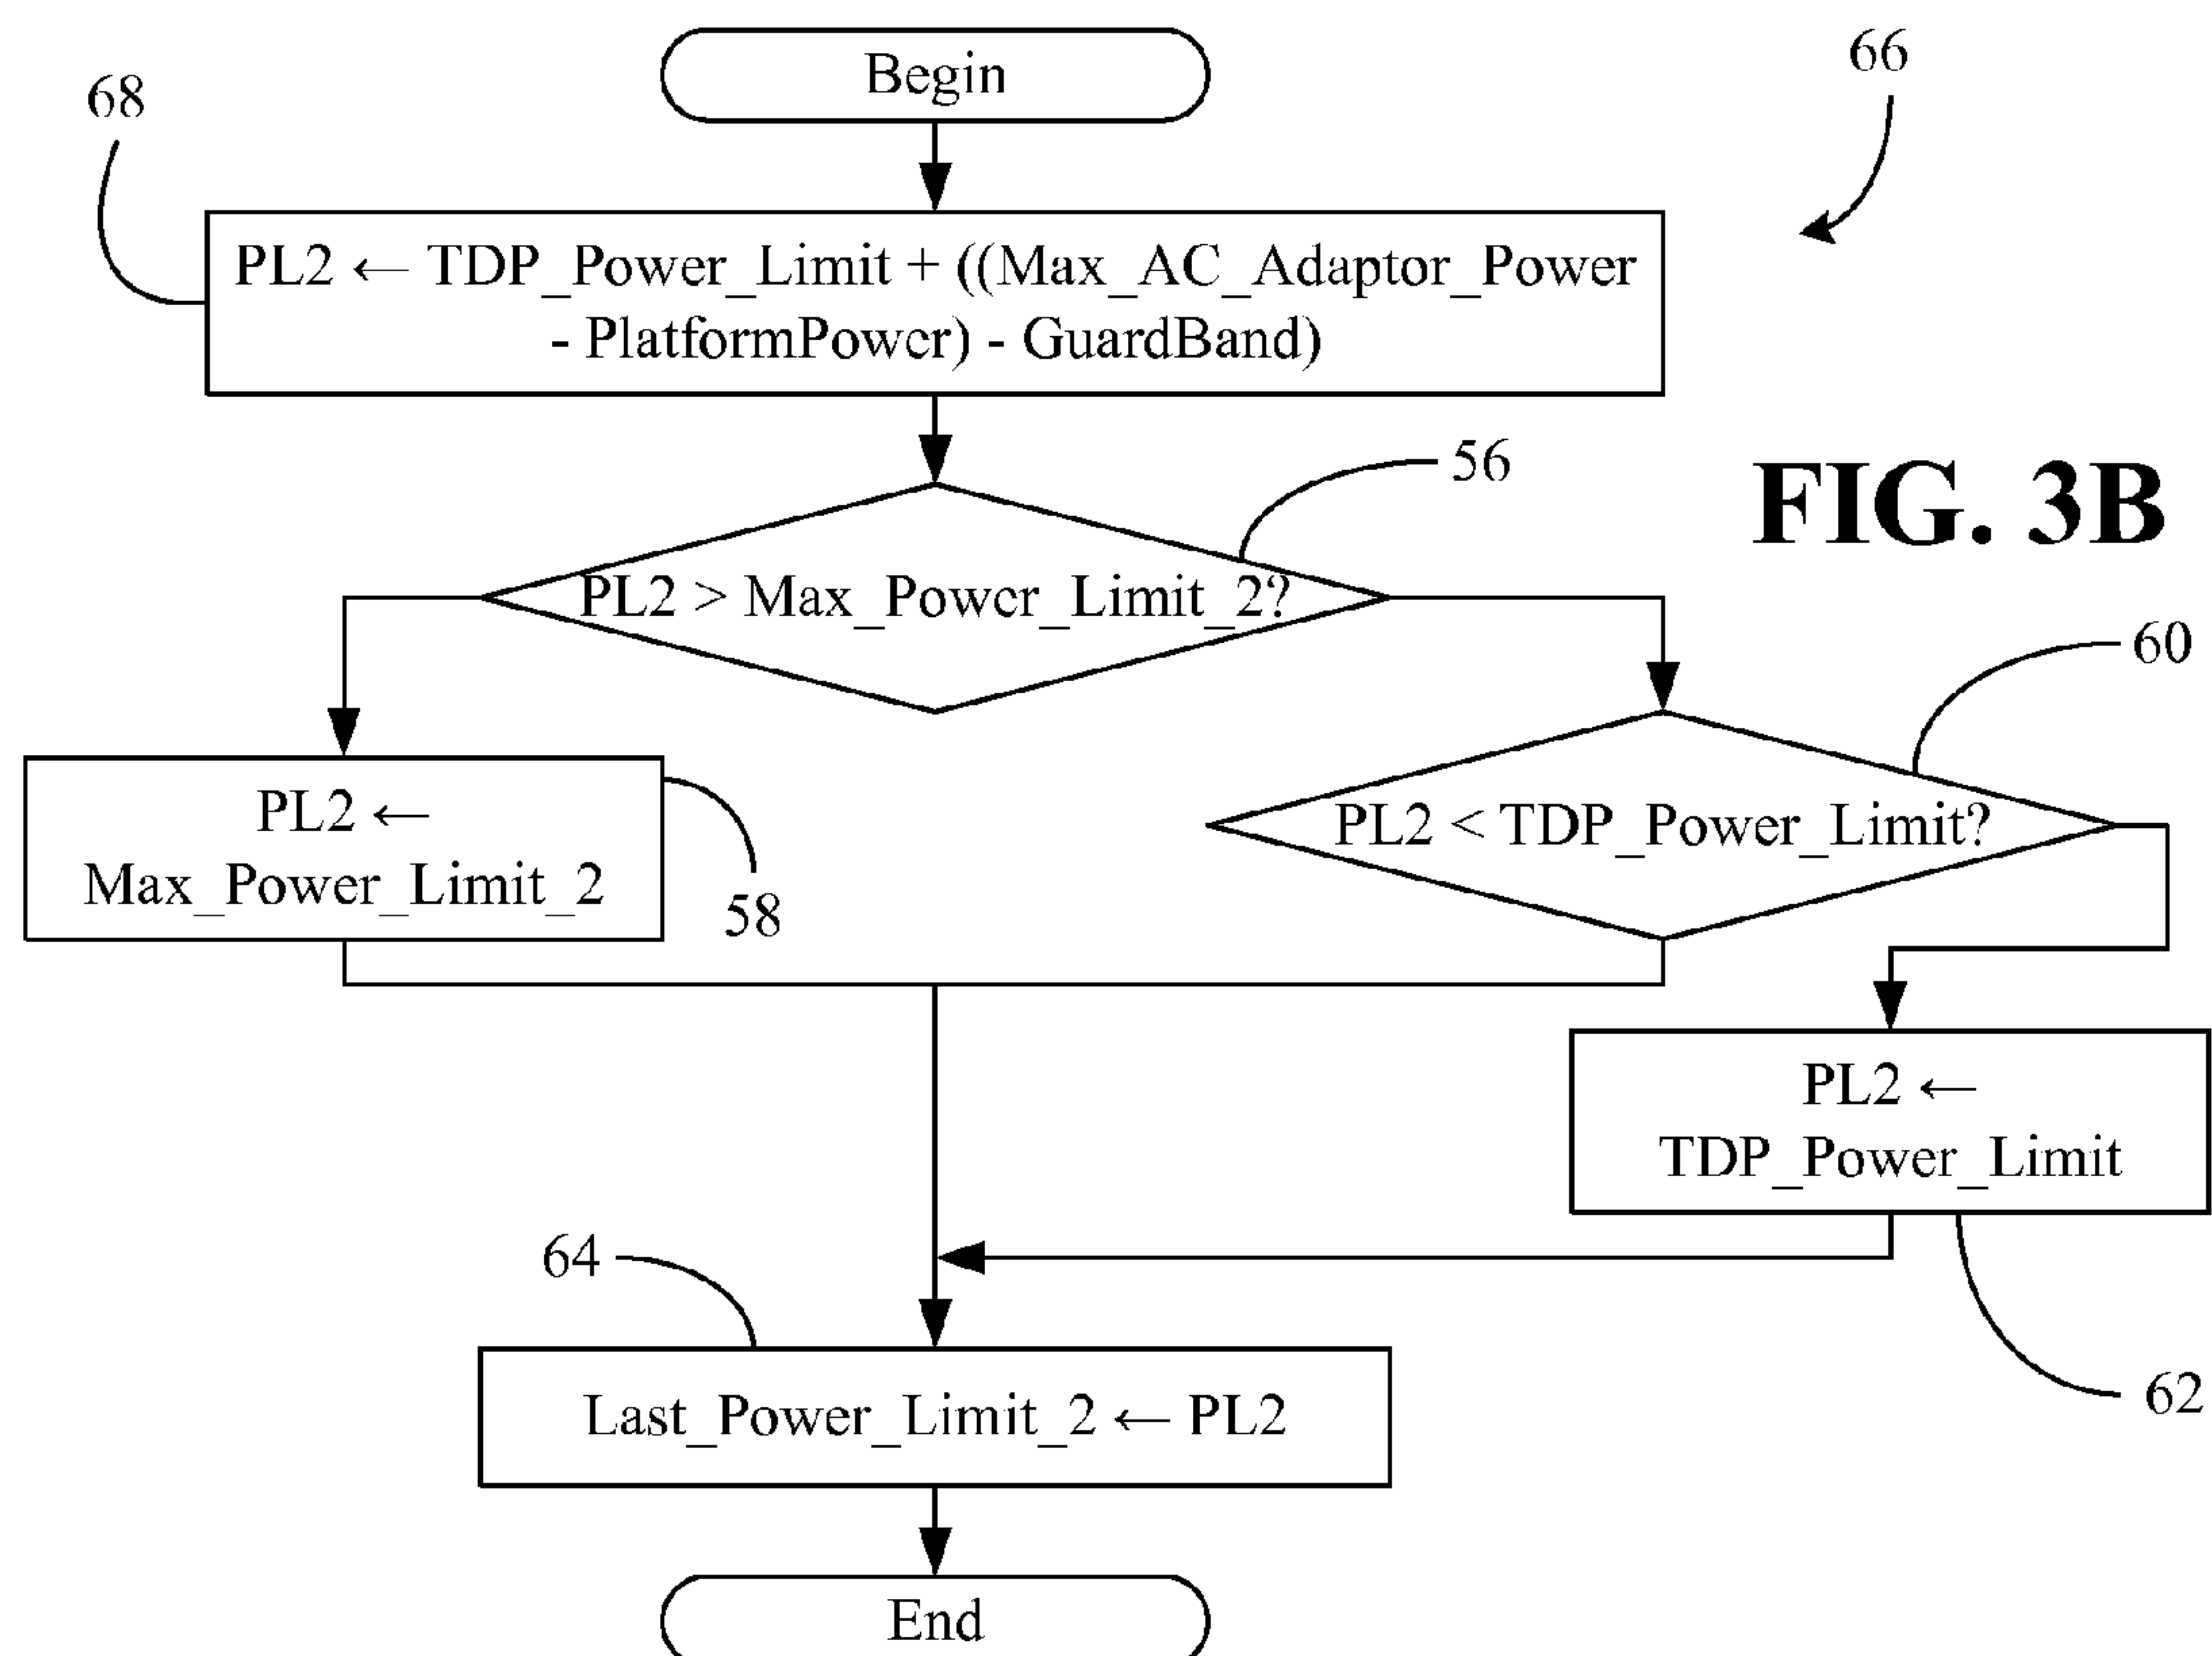 Begin
66
68
PL2 ← TDP_Power_Limit + ((Max_AC_Adaptor_Power
- PlatformPower) - GuardBand)
56
FIG. 3B
PL2 > Max_Power_Limit_2?
60
PL2 ←
Max_Power_Limit_2
58
PL2 < TDP_Power_Limit?
PL2 ←
TDP_Power_Limit
64
62
Last_Power_Limit_2 ← PL2
End